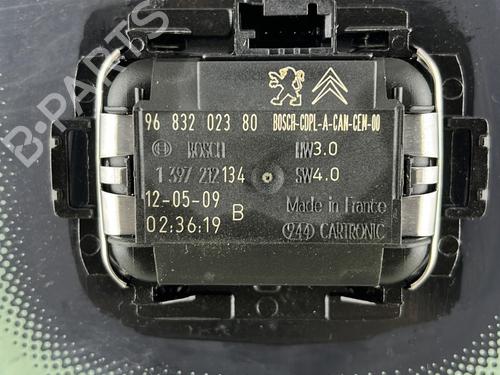 B-PARTS
96 832 023 80 BOSCH-CDPL-A-CAN-CEM-00
BOSCH HW3.0
1 397 212 134 SW4.0
12-05-09 B Made in France
02:36:19 244 CARTRONIC